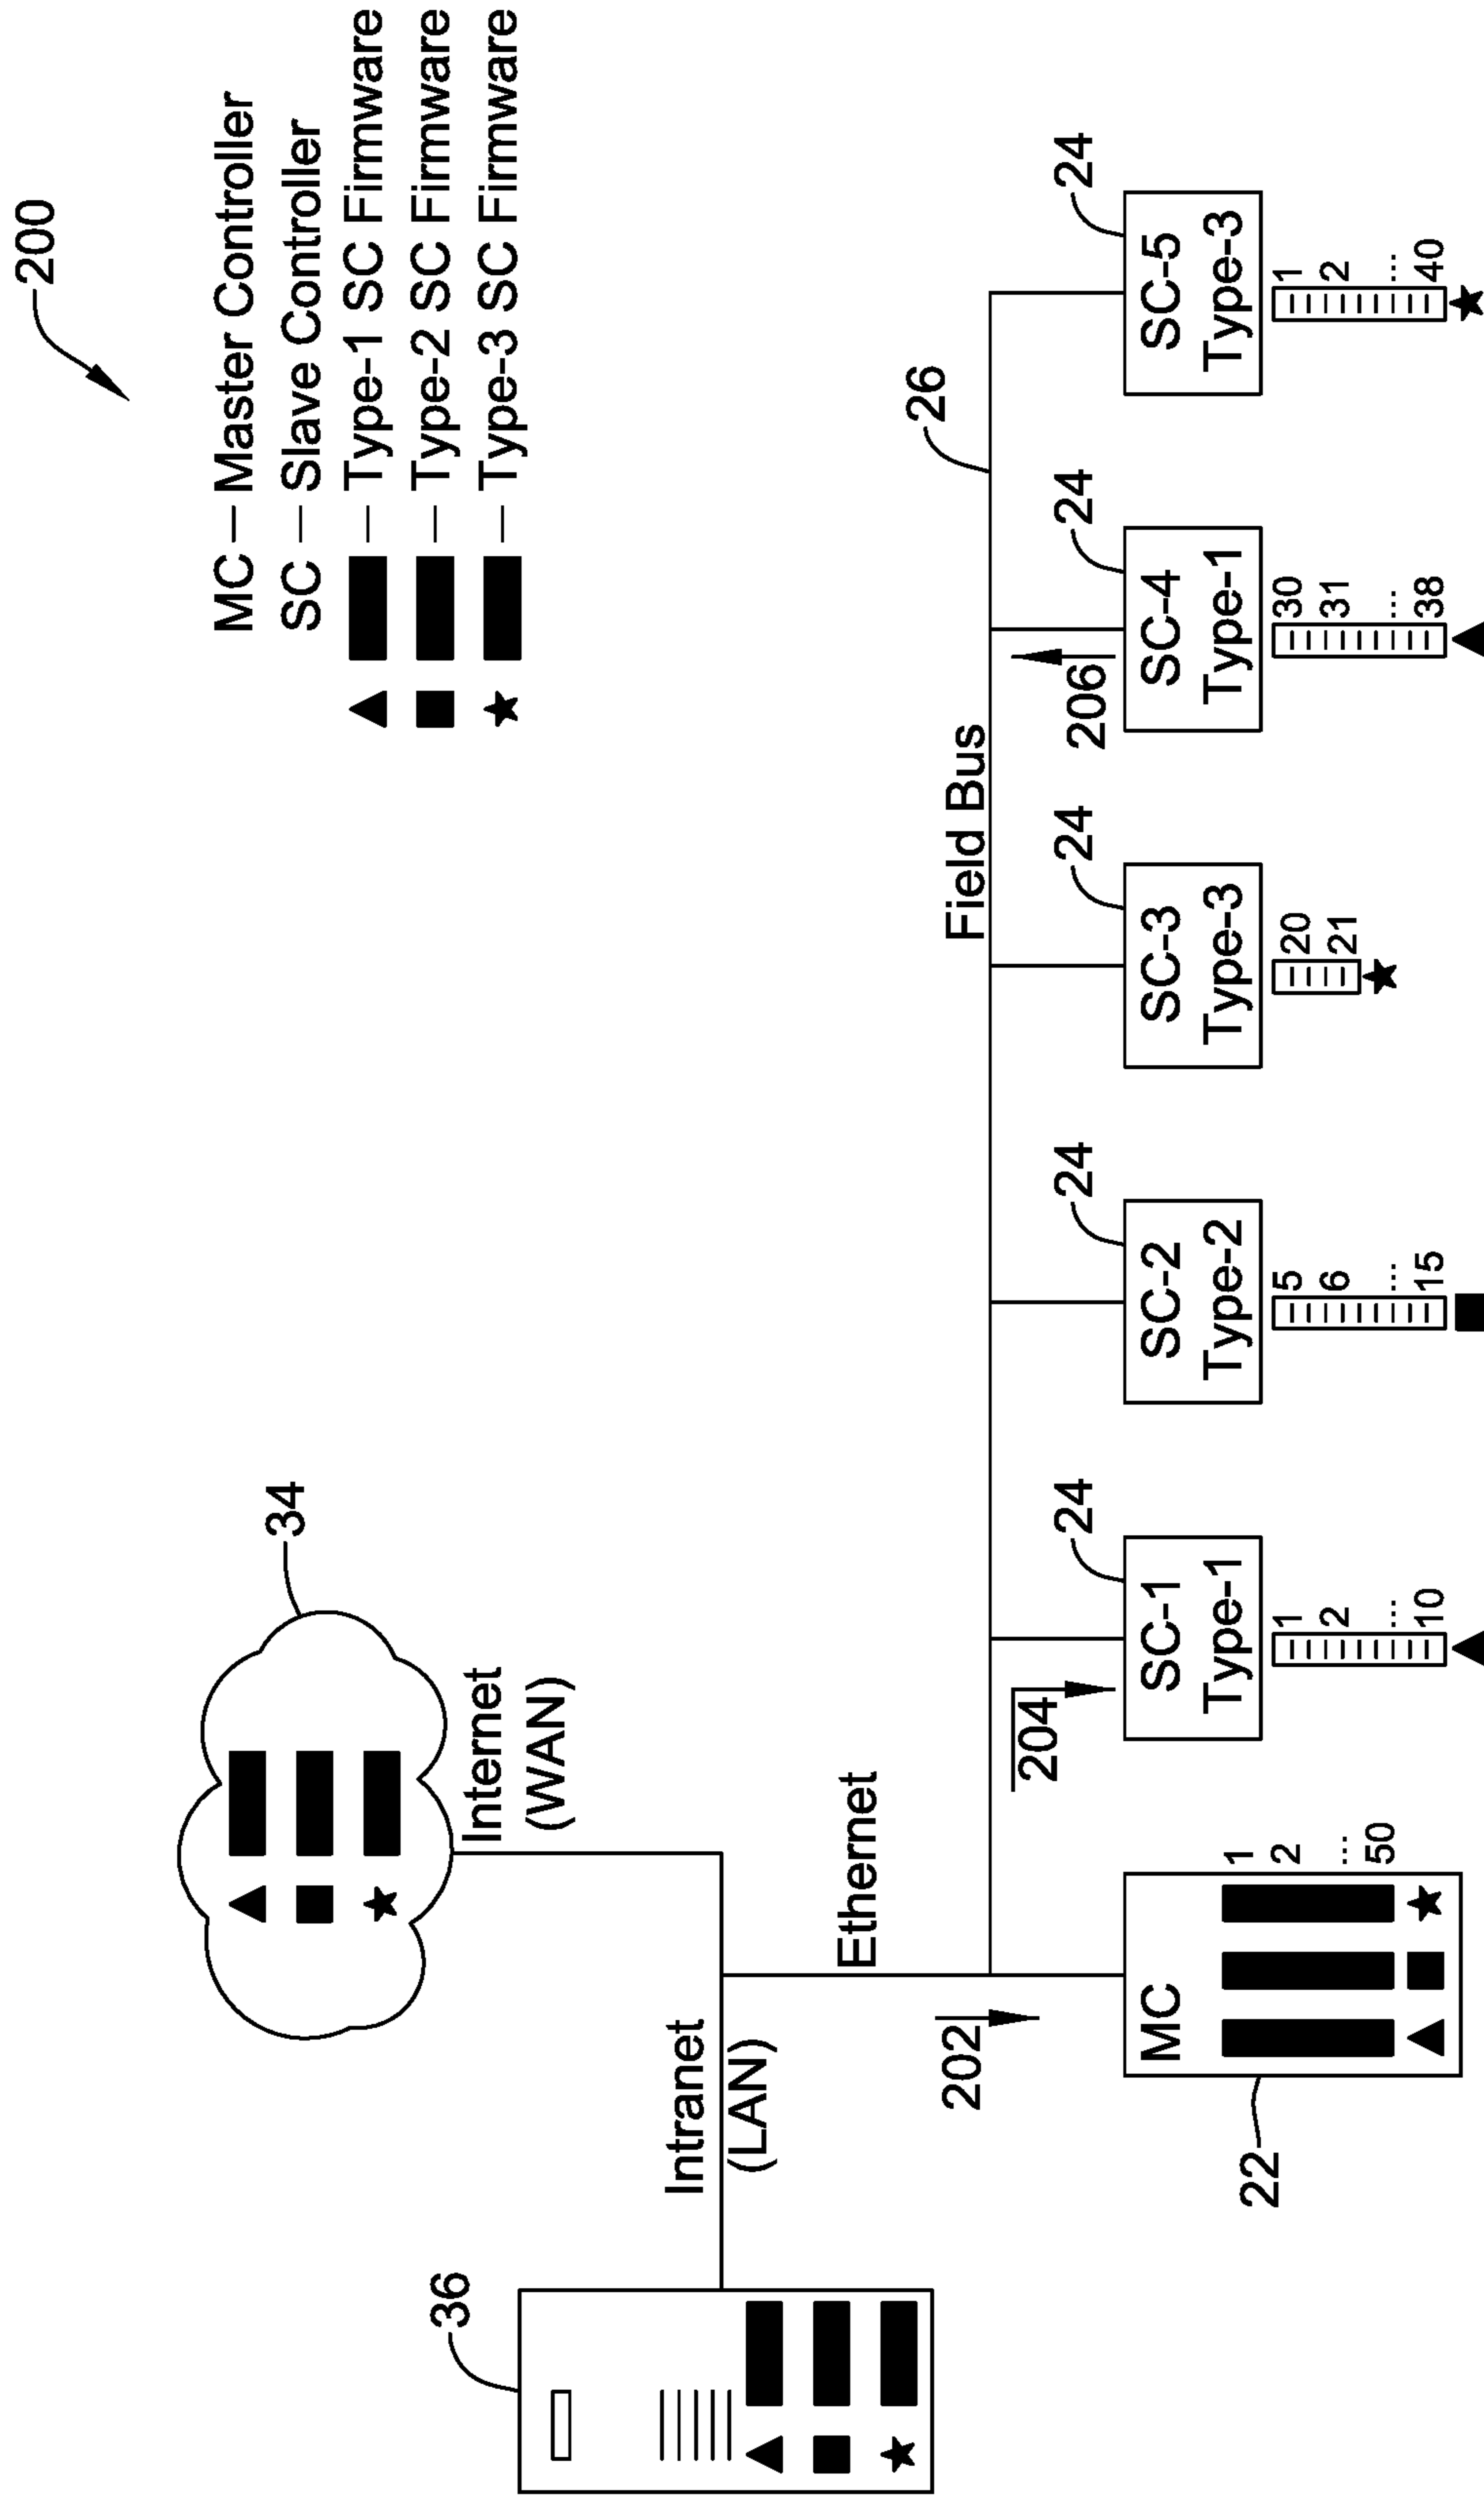 200
MC — Master Controller
SC — Slave Controller
— Type-1 SC Firmware
— Type-2 SC Firmware
— Type-3 SC Firmware
34
Internet
(WAN)
36
Intranet
(LAN)
Ethernet
202
Field Bus
26
204
206
22
MC
1
2
...
50
24
SC-1
Type-1
1
2
...
10
24
SC-2
Type-2
5
6
...
15
24
SC-3
Type-3
20
21
24
SC-4
Type-1
30
31
...
38
24
SC-5
Type-3
1
2
...
40